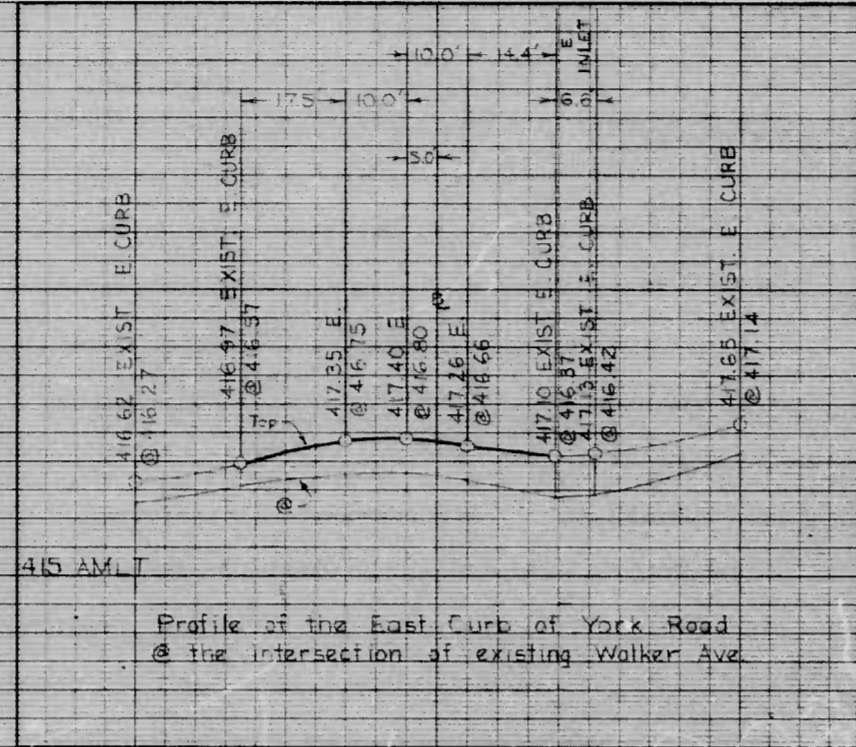 10.0' 14.4'
E INLET
17.5 10.0' 6.6'
5.0'
416.62 EXIST E. CURB
@ 416.27
416.97 EXIST. E CURB
@ 416.57
417.35 E.
@ 416.75
417.40 E
@ 416.80
417.26 E.
@ 416.66
417.10 EXIST E. CURB
@ 416.37
417.13 EXIST E. CURB
@ 416.42
417.65 EXIST. E. CURB
@ 417.14
Top
@
415 AMLT
Profile of the East Curb of York Road
@ the intersection of existing Walker Ave.